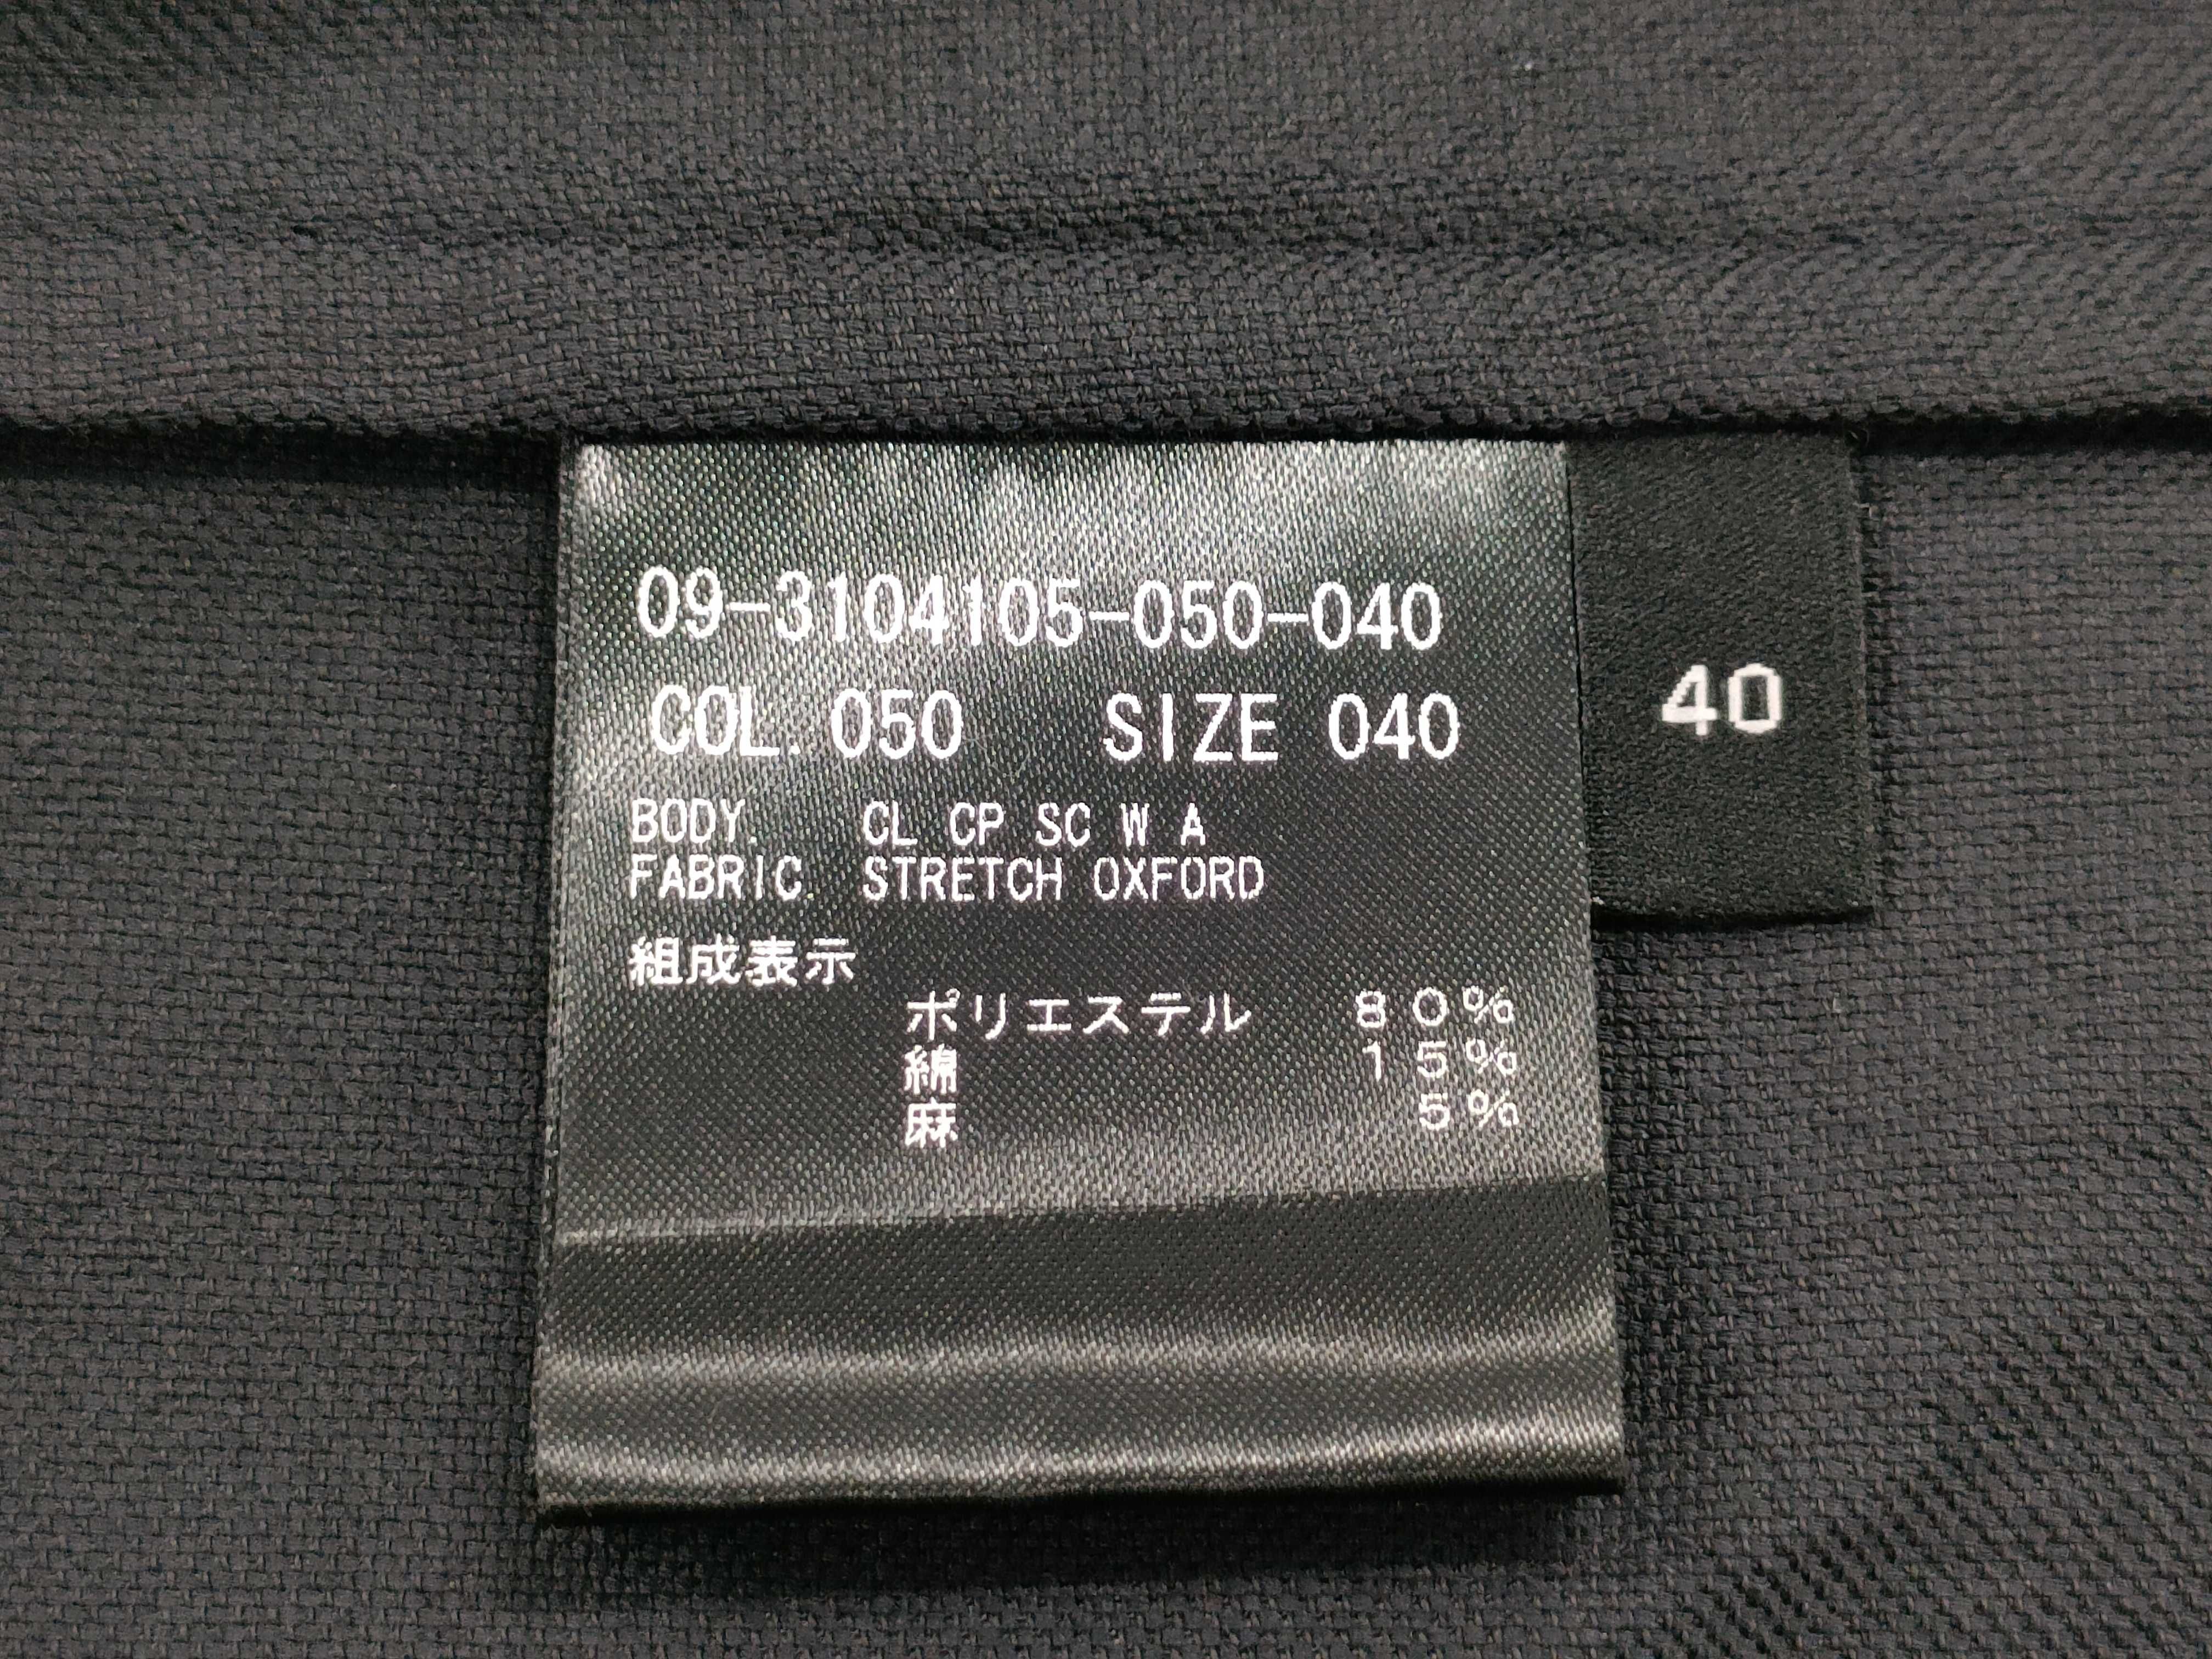 09-3104105-050-040
COL. 050 SIZE 040
40
BODY. CL CP SC W A
FABRIC. STRETCH OXFORD
組成表示
ポリエステル 80%
綿 15%
麻 5%